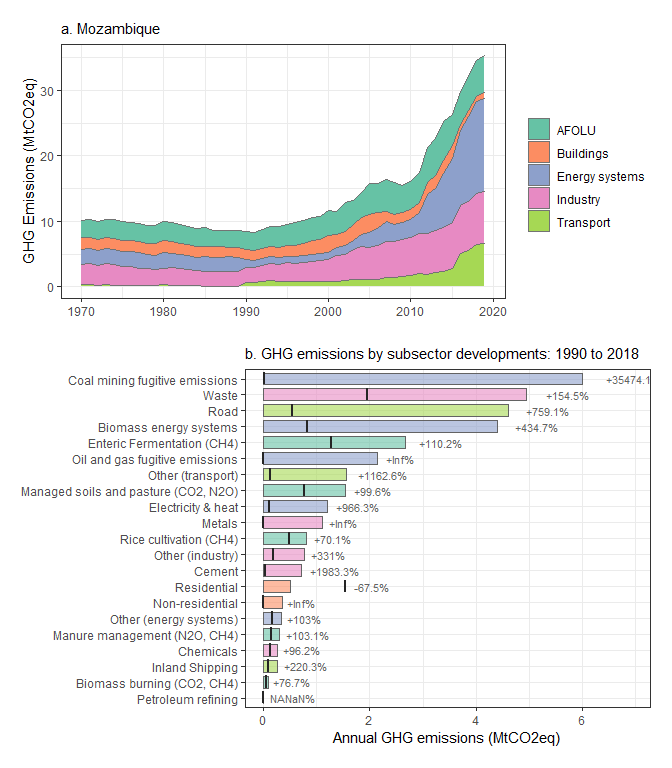 a. Mozambique
GHG Emissions (MtCO2eq)
30
20
10
0
1970
1980
1990
2000
2010
2020
AFOLU
Buildings
Energy systems
Industry
Transport
b. GHG emissions by subsector developments: 1990 to 2018
Coal mining fugitive emissions +35474.1
Waste +154.5%
Road +759.1%
Biomass energy systems +434.7%
Enteric Fermentation (CH4) +110.2%
Oil and gas fugitive emissions +Inf%
Other (transport) +1162.6%
Managed soils and pasture (CO2, N2O) +99.6%
Electricity & heat +966.3%
Metals +Inf%
Rice cultivation (CH4) +70.1%
Other (industry) +331%
Cement +1983.3%
Residential -67.5%
Non-residential +Inf%
Other (energy systems) +103%
Manure management (N2O, CH4) +103.1%
Chemicals +96.2%
Inland Shipping +220.3%
Biomass burning (CO2, CH4) +76.7%
Petroleum refining NANaN%
0 2 4 6
Annual GHG emissions (MtCO2eq)